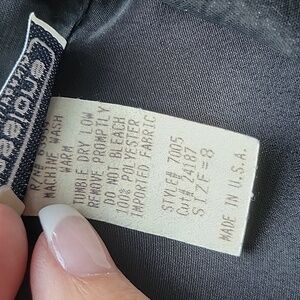 MACHINE WASH
WARM
TUMBLE DRY LOW
REMOVE PROMPTLY
DO NOT BLEACH
100% POLYESTER
IMPORTED FABRIC
STYLE# 7005
Cut# 24187
SIZE= 8
MADE IN U.S.A.